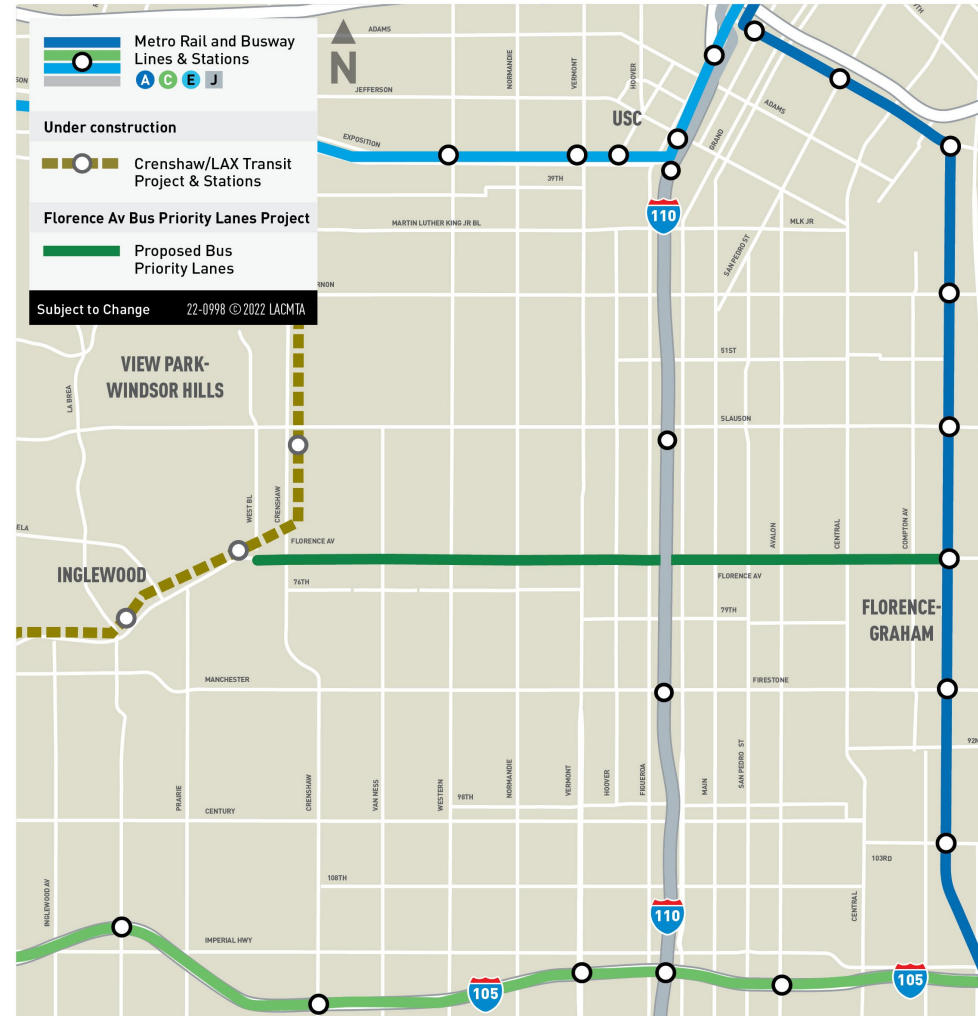 Metro Rail and Busway
Lines & Stations
A C E J
Under construction
Crenshaw/LAX Transit
Project & Stations
Florence Av Bus Priority Lanes Project
Proposed Bus
Priority Lanes
Subject to Change 22-0998 © 2022 LACMTA
N
ADAMS
JEFFERSON
EXPOSITION
NORMANDIE
VERMONT
HOOVER
USC
GRAND
ADAMS
39TH
110
MARTIN LUTHER KING JR BL
MLK JR
SAN PEDRO ST
RNON
51ST
VIEW PARK-
WINDSOR HILLS
LA BREA
SLAUSON
WEST BL
CRENSHAW
FLORENCE AV
AVALON
CENTRAL
COMPTON AV
ELA
INGLEWOOD
76TH
FLORENCE AV
79TH
FLORENCE-
GRAHAM
MANCHESTER
FIRESTONE
92N
PRAIRIE
CRENSHAW
VAN NESS
WESTERN
NORMANDIE
VERMONT
HOOVER
FIGUEROA
MAIN
SAN PEDRO ST
98TH
CENTURY
103RD
108TH
INGLEWOOD AV
CENTRAL
110
IMPERIAL HWY
105
105